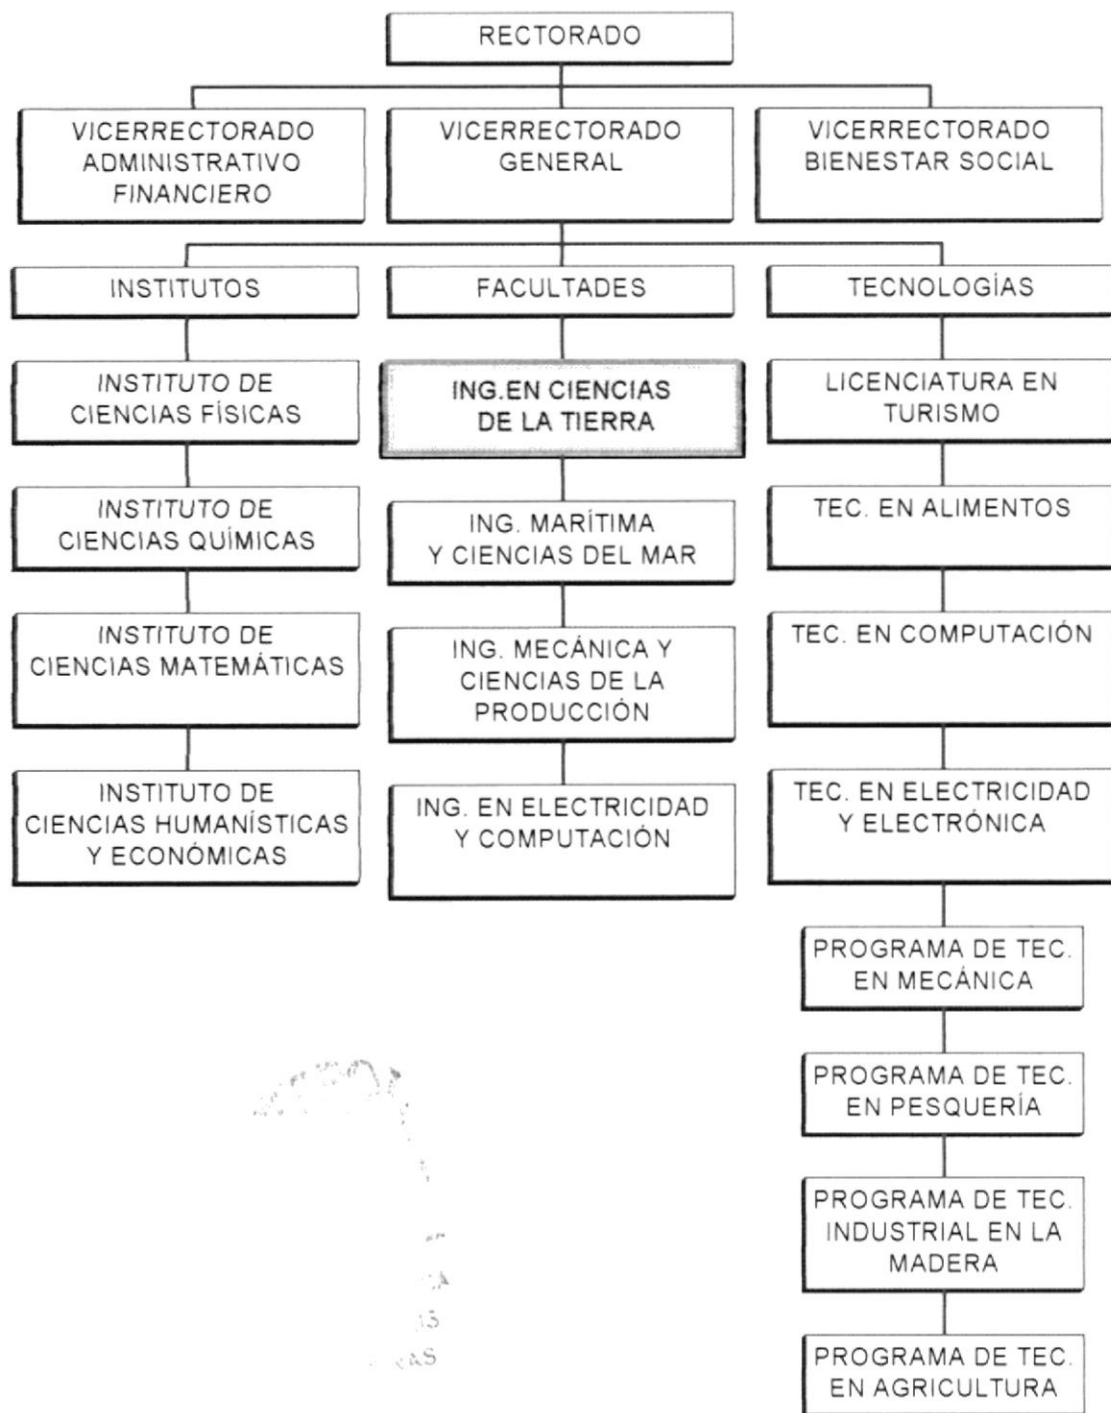 RECTORADO
VICERRECTORADO
ADMINISTRATIVO
FINANCIERO
VICERRECTORADO
GENERAL
VICERRECTORADO
BIENESTAR SOCIAL
INSTITUTOS
FACULTADES
TECNOLOGÍAS
INSTITUTO DE
CIENCIAS FÍSICAS
ING.EN CIENCIAS
DE LA TIERRA
LICENCIATURA EN
TURISMO
INSTITUTO DE
CIENCIAS QUÍMICAS
ING. MARÍTIMA
Y CIENCIAS DEL MAR
TEC. EN ALIMENTOS
INSTITUTO DE
CIENCIAS MATEMÁTICAS
ING. MECÁNICA Y
CIENCIAS DE LA
PRODUCCIÓN
TEC. EN COMPUTACIÓN
INSTITUTO DE
CIENCIAS HUMANÍSTICAS
Y ECONÓMICAS
ING. EN ELECTRICIDAD
Y COMPUTACIÓN
TEC. EN ELECTRICIDAD
Y ELECTRÓNICA
PROGRAMA DE TEC.
EN MECÁNICA
PROGRAMA DE TEC.
EN PESQUERÍA
PROGRAMA DE TEC.
INDUSTRIAL EN LA
MADERA
PROGRAMA DE TEC.
EN AGRICULTURA